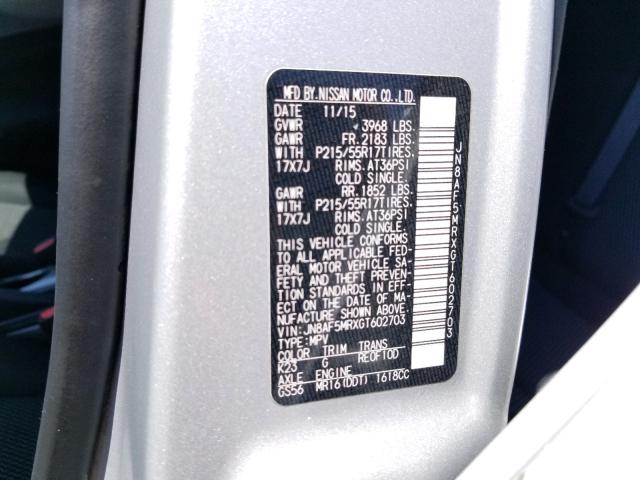 MFD BY.NISSAN MOTOR CO.,LTD.
DATE 11/15
GVWR 3968 LBS.
GAWR FR.2183 LBS.
WITH P215/55R17TIRES.
17X7J RIMS.AT36PSI
COLD SINGLE.
GAWR RR.1852 LBS.
WITH P215/55R17TIRES.
17X7J RIMS.AT36PSI
COLD SINGLE.
THIS VEHICLE CONFORMS
TO ALL APPLICABLE FED-
ERAL MOTOR VEHICLE SA-
FETY AND THEFT PREVEN-
TION STANDARDS IN EFF-
ECT ON THE DATE OF MA-
NUFACTURE SHOWN ABOVE.
VIN:JN8AF5MRXGT602703
TYPE:MPV
COLOR TRIM TRANS
K23 G RE0F10D
AXLE ENGINE
GS56 MR16(DDT) 1618CC
JN8AF5MRXGT602703